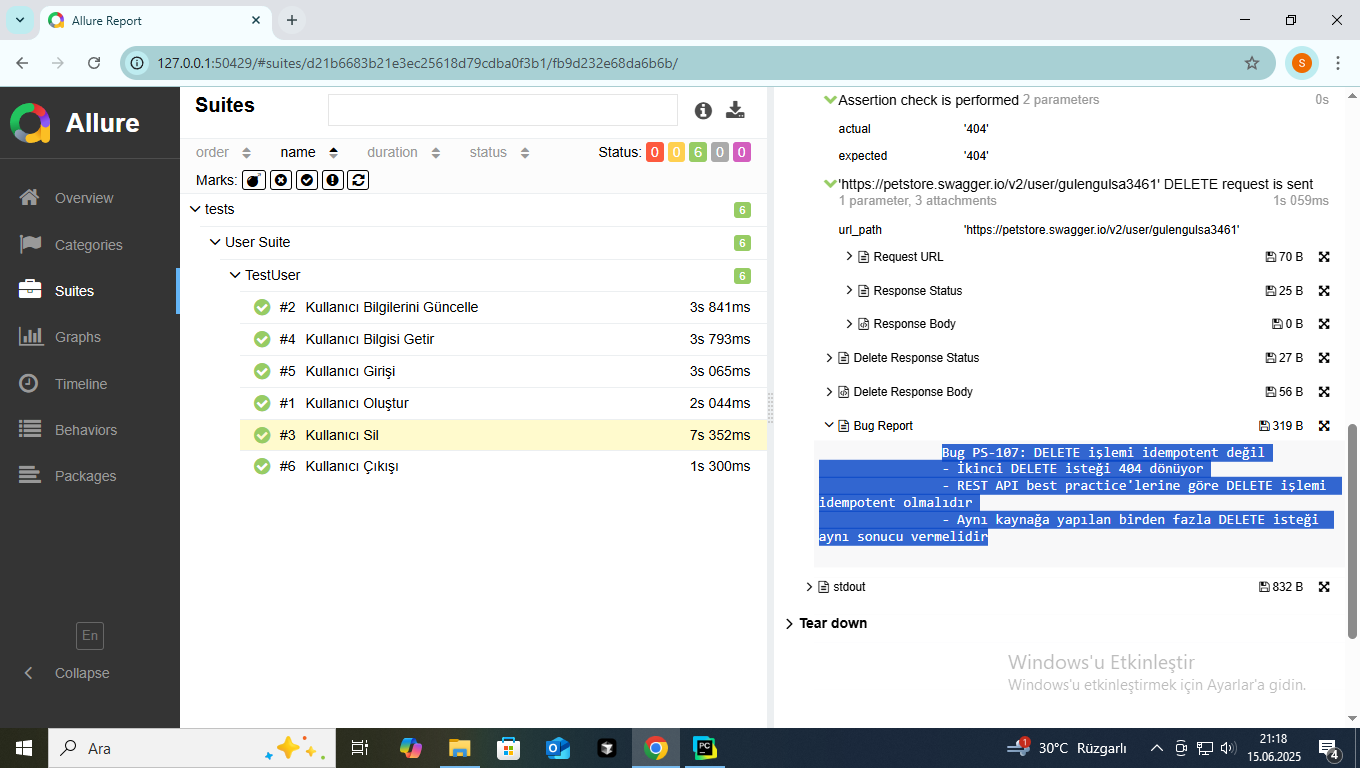 Allure Report
127.0.0.1:50429/#suites/d21b6683b21e3ec25618d79cdba0f3b1/fb9d232e68da6b6b/
S
Allure
Overview
Categories
Suites
Graphs
Timeline
Behaviors
Packages
En
Collapse
Suites
order name duration status Status: 0 0 6 0 0
Marks:
tests 6
User Suite 6
TestUser 6
#2 Kullanıcı Bilgilerini Güncelle 3s 841ms
#4 Kullanıcı Bilgisi Getir 3s 793ms
#5 Kullanıcı Girişi 3s 065ms
#1 Kullanıcı Oluştur 2s 044ms
#3 Kullanıcı Sil 7s 352ms
#6 Kullanıcı Çıkışı 1s 300ms
Assertion check is performed 2 parameters 0s
actual '404'
expected '404'
'https://petstore.swagger.io/v2/user/gulengulsa3461' DELETE request is sent
1 parameter, 3 attachments 1s 059ms
url_path 'https://petstore.swagger.io/v2/user/gulengulsa3461'
Request URL 70 B
Response Status 25 B
Response Body 0 B
Delete Response Status 27 B
Delete Response Body 56 B
Bug Report 319 B
Bug PS-107: DELETE işlemi idempotent değil
- İkinci DELETE isteği 404 dönüyor
- REST API best practice'lerine göre DELETE işlemi
idempotent olmalıdır
- Aynı kaynağa yapılan birden fazla DELETE isteği
aynı sonucu vermelidir
stdout 832 B
Tear down
Windows'u Etkinleştir
Windows'u etkinleştirmek için Ayarlar'a gidin.
Ara
PC
1
30°C Rüzgarlı
21:18
15.06.2025
4